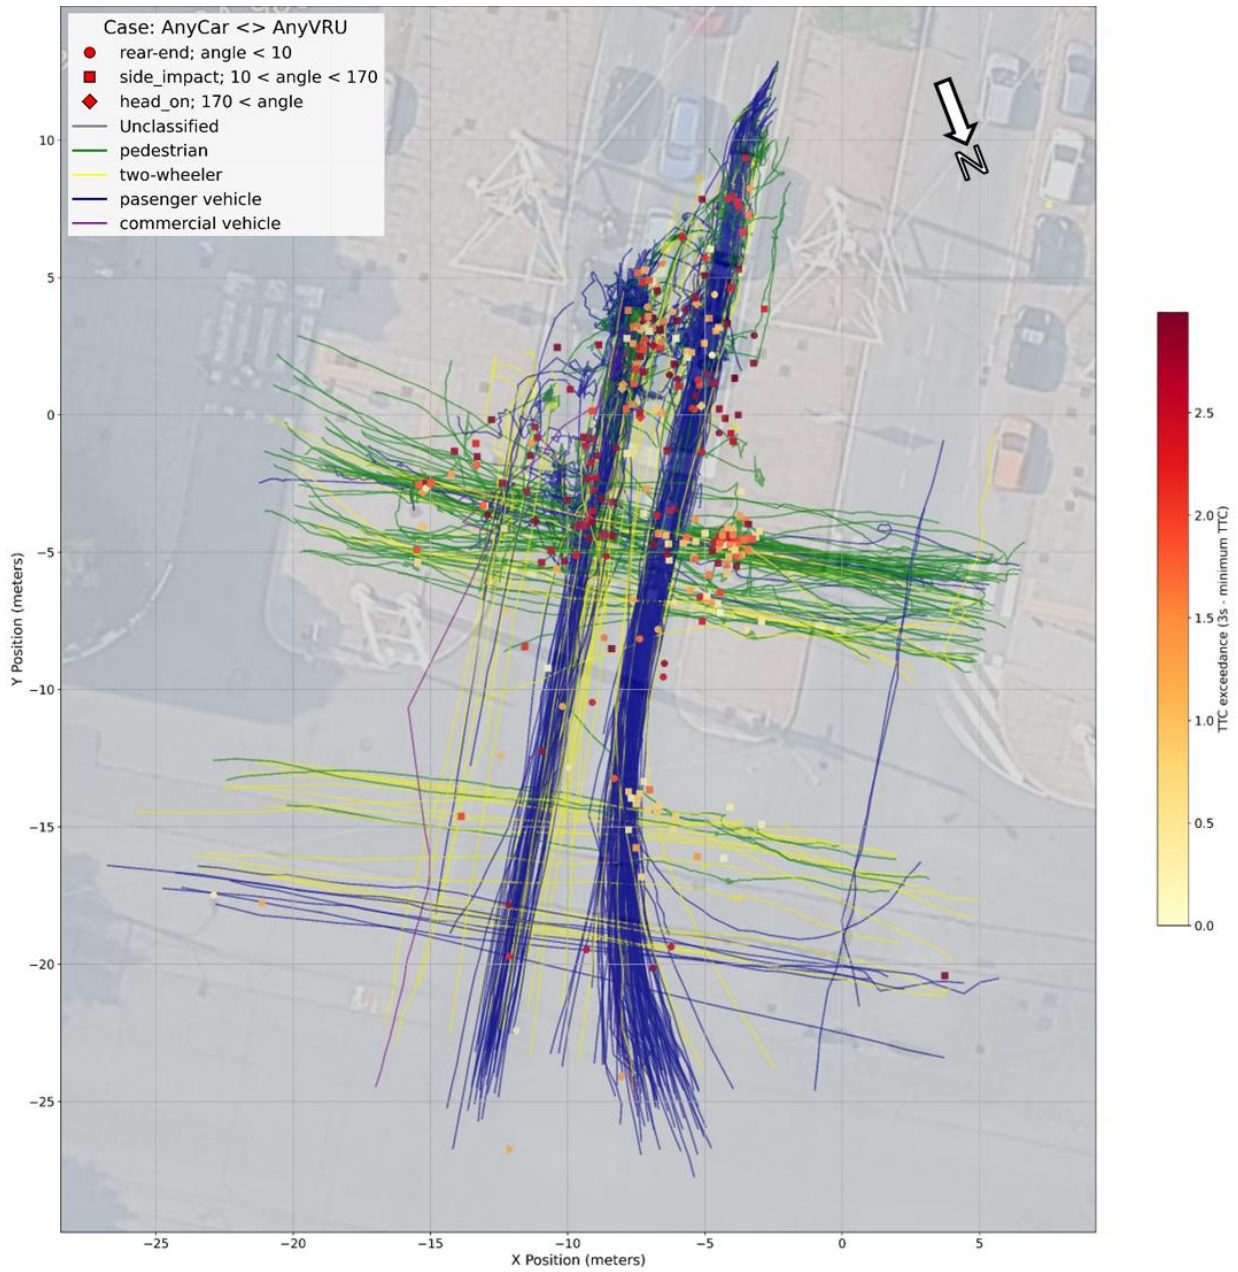 Case: AnyCar <> AnyVRU
rear-end; angle < 10
side_impact; 10 < angle < 170
head_on; 170 < angle
Unclassified
pedestrian
two-wheeler
pasenger vehicle
commercial vehicle
N
10
5
0
−5
−10
−15
−20
−25
Y Position (meters)
−25
−20
−15
−10
−5
0
5
X Position (meters)
2.5
2.0
1.5
1.0
0.5
0.0
TTC exceedance (3s - minimum TTC)